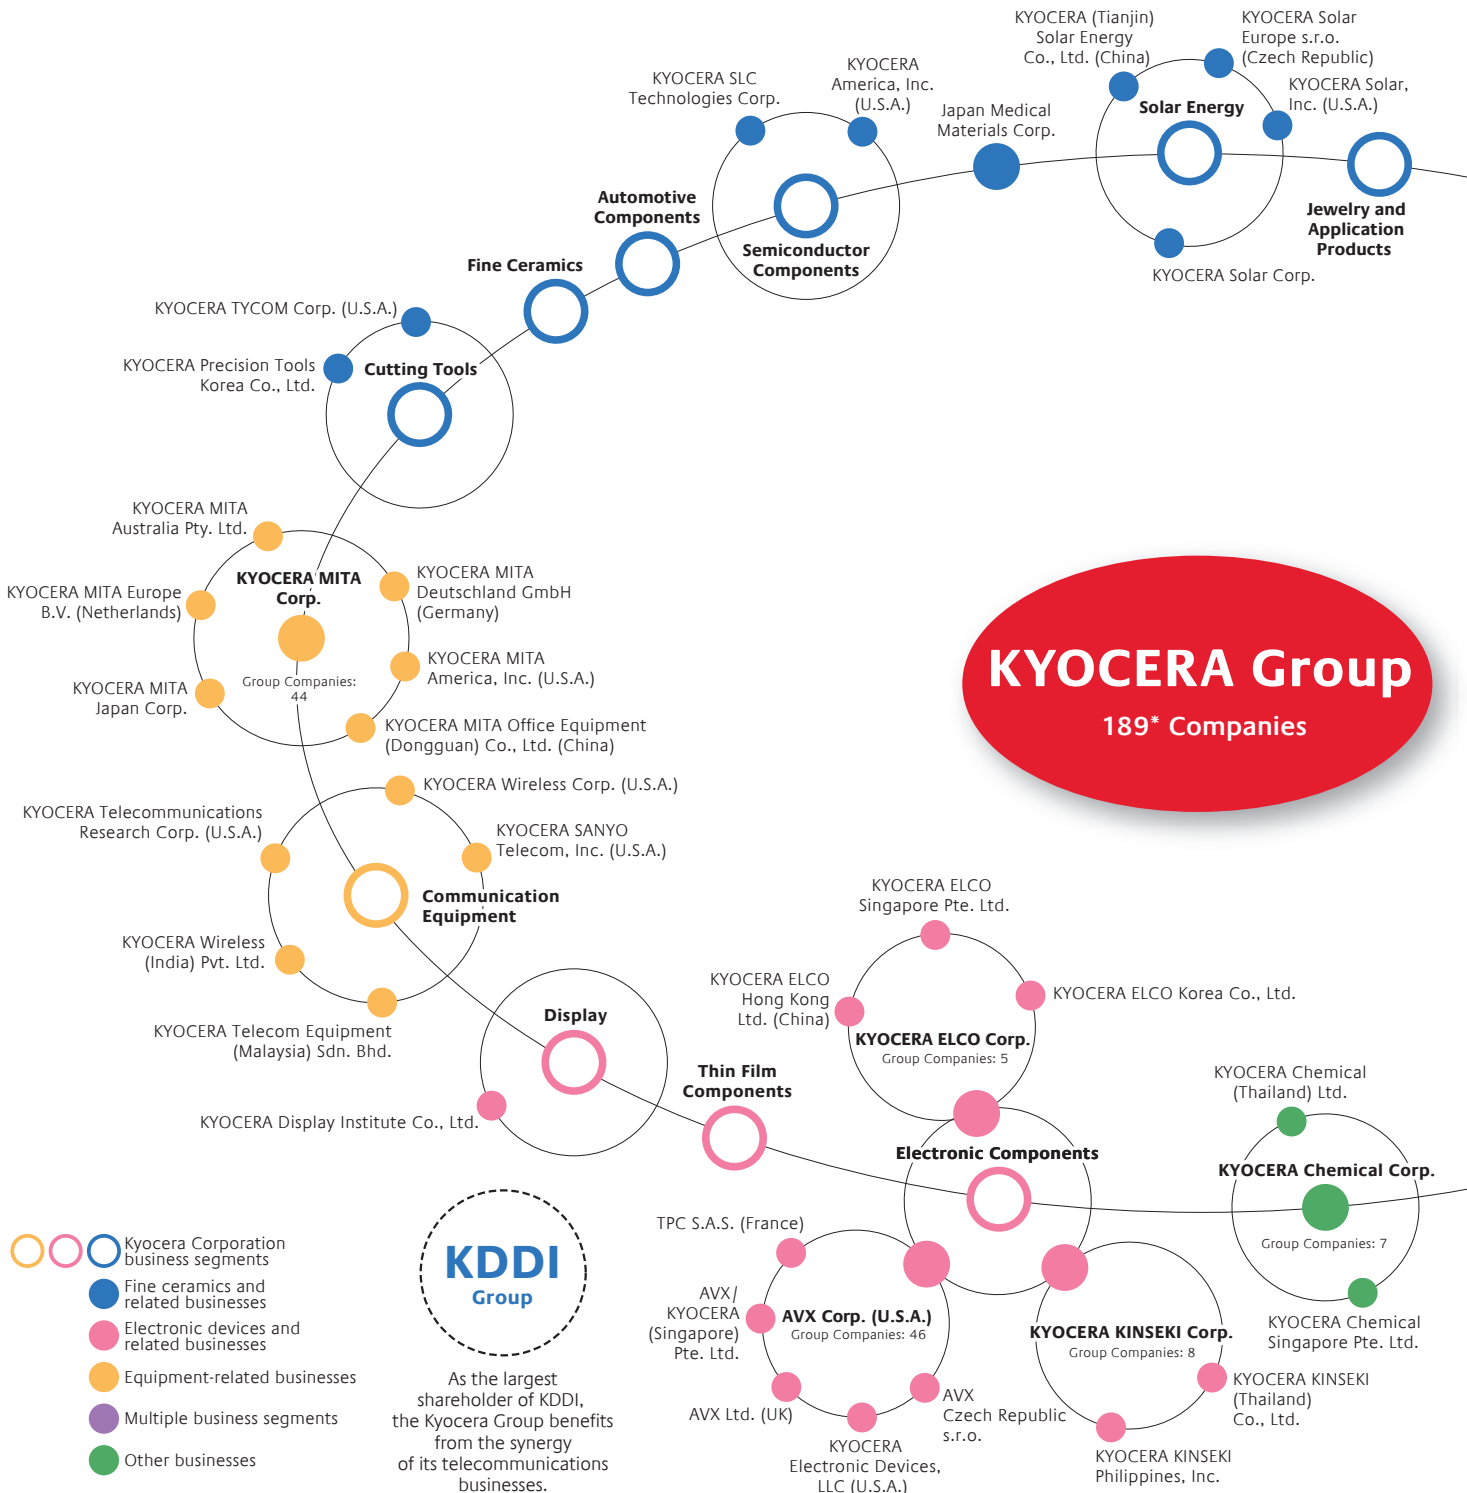 KYOCERA (Tianjin)
Solar Energy
Co., Ltd. (China)
KYOCERA Solar
Europe s.r.o.
(Czech Republic)
KYOCERA Solar,
Inc. (U.S.A.)
Solar Energy
KYOCERA Solar Corp.
Jewelry and
Application
Products
Japan Medical
Materials Corp.
KYOCERA SLC
Technologies Corp.
KYOCERA
America, Inc.
(U.S.A.)
Semiconductor
Components
Automotive
Components
Fine Ceramics
KYOCERA TYCOM Corp. (U.S.A.)
KYOCERA Precision Tools
Korea Co., Ltd.
Cutting Tools
KYOCERA MITA
Australia Pty. Ltd.
KYOCERA MITA Europe
B.V. (Netherlands)
KYOCERA MITA
Japan Corp.
KYOCERA MITA
Corp.
Group Companies:
44
KYOCERA MITA
Deutschland GmbH
(Germany)
KYOCERA MITA
America, Inc. (U.S.A.)
KYOCERA MITA Office Equipment
(Dongguan) Co., Ltd. (China)
KYOCERA Group
189* Companies
KYOCERA Wireless Corp. (U.S.A.)
KYOCERA Telecommunications
Research Corp. (U.S.A.)
KYOCERA SANYO
Telecom, Inc. (U.S.A.)
Communication
Equipment
KYOCERA Wireless
(India) Pvt. Ltd.
KYOCERA Telecom Equipment
(Malaysia) Sdn. Bhd.
Display
KYOCERA Display Institute Co., Ltd.
Thin Film
Components
KYOCERA ELCO
Singapore Pte. Ltd.
KYOCERA ELCO
Hong Kong
Ltd. (China)
KYOCERA ELCO Korea Co., Ltd.
KYOCERA ELCO Corp.
Group Companies: 5
Electronic Components
KYOCERA Chemical
(Thailand) Ltd.
KYOCERA Chemical Corp.
Group Companies: 7
KYOCERA Chemical
Singapore Pte. Ltd.
TPC S.A.S. (France)
AVX/
KYOCERA
(Singapore)
Pte. Ltd.
AVX Corp. (U.S.A.)
Group Companies: 46
AVX Ltd. (UK)
KYOCERA
Electronic Devices,
LLC (U.S.A.)
AVX
Czech Republic
s.r.o.
KYOCERA KINSEKI Corp.
Group Companies: 8
KYOCERA KINSEKI
(Thailand)
Co., Ltd.
KYOCERA KINSEKI
Philippines, Inc.
Kyocera Corporation
business segments
Fine ceramics and
related businesses
Electronic devices and
related businesses
Equipment-related businesses
Multiple business segments
Other businesses
KDDI
Group
As the largest
shareholder of KDDI,
the Kyocera Group benefits
from the synergy
of its telecommunications
businesses.